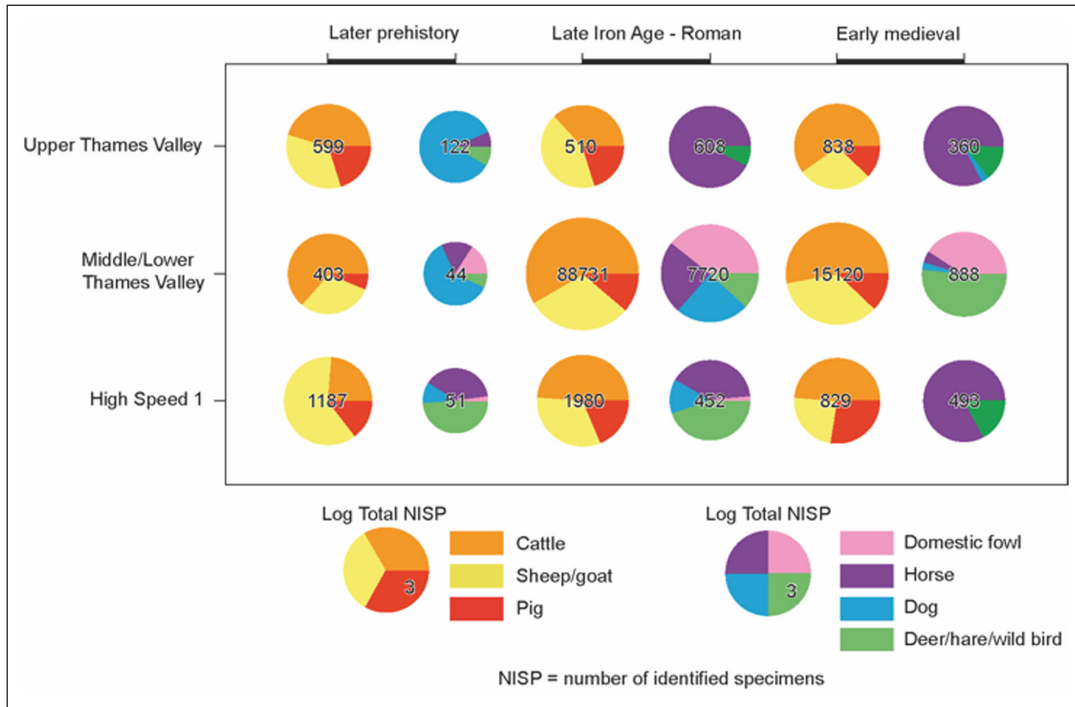 Later prehistory
Late Iron Age - Roman
Early medieval
Upper Thames Valley
599
122
510
608
838
360
Middle/Lower
Thames Valley
403
44
88731
7720
15120
888
High Speed 1
1187
51
1980
452
829
493
Log Total NISP
3
Cattle
Sheep/goat
Pig
Log Total NISP
3
Domestic fowl
Horse
Dog
Deer/hare/wild bird
NISP = number of identified specimens